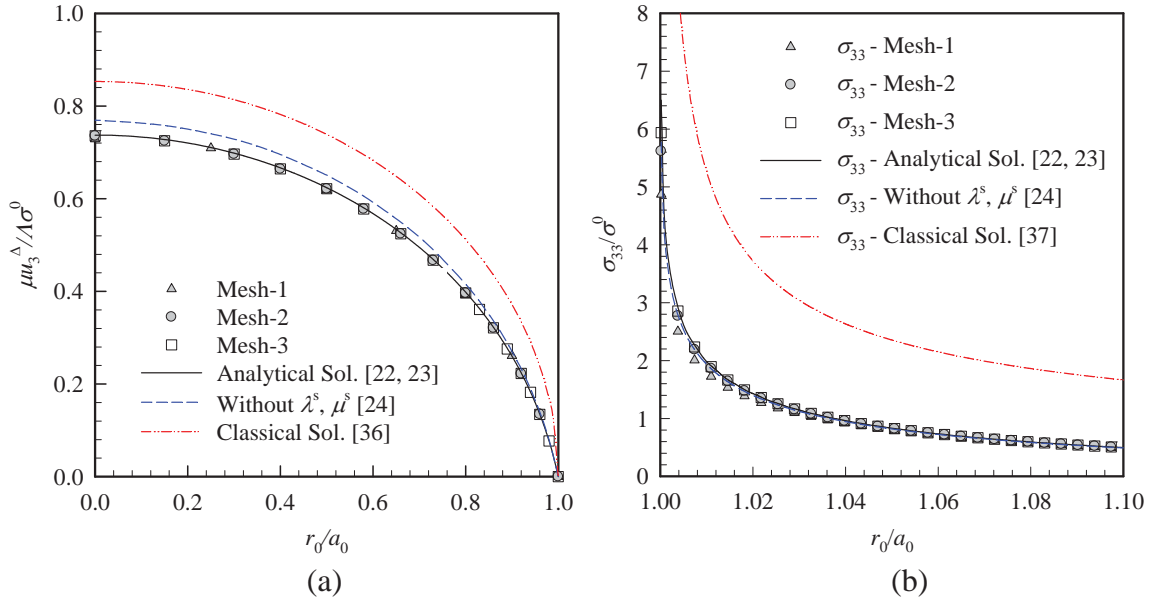 1.0
0.8
0.6
0.4
0.2
0.0
μu₃^Δ/Λσ⁰
Mesh-1
Mesh-2
Mesh-3
Analytical Sol. [22, 23]
Without λˢ, μˢ [24]
Classical Sol. [36]
0.0 0.2 0.4 0.6 0.8 1.0
r₀/a₀
(a)
8
7
6
5
4
3
2
1
0
σ₃₃/σ⁰
σ₃₃ - Mesh-1
σ₃₃ - Mesh-2
σ₃₃ - Mesh-3
σ₃₃ - Analytical Sol. [22, 23]
σ₃₃ - Without λˢ, μˢ [24]
σ₃₃ - Classical Sol. [37]
1.00 1.02 1.04 1.06 1.08 1.10
r₀/a₀
(b)